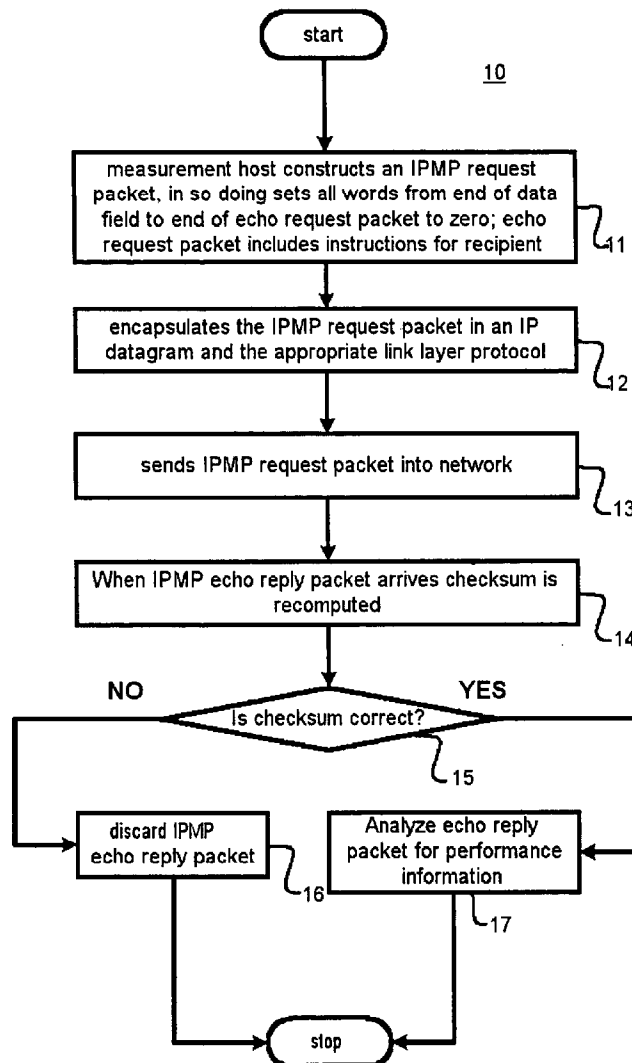 start
10
measurement host constructs an IPMP request
packet, in so doing sets all words from end of data
field to end of echo request packet to zero; echo
request packet includes instructions for recipient
11
encapsulates the IPMP request packet in an IP
datagram and the appropriate link layer protocol
12
sends IPMP request packet into network
13
When IPMP echo reply packet arrives checksum is
recomputed
14
NO
YES
Is checksum correct?
15
discard IPMP
echo reply packet
16
Analyze echo reply
packet for performance
information
17
stop